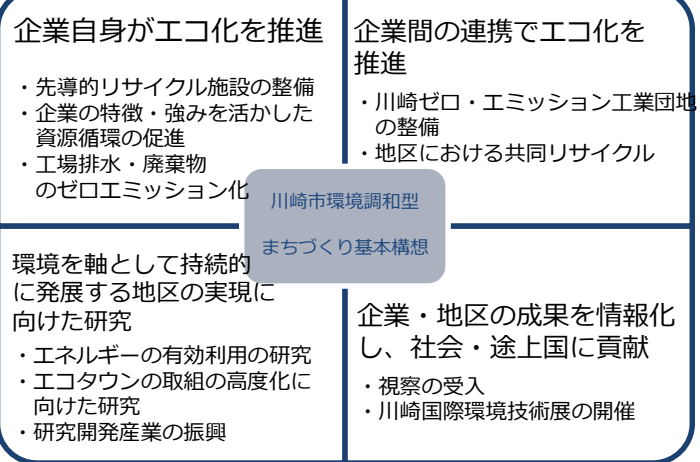 企業自身がエコ化を推進
・先導的リサイクル施設の整備
・企業の特徴・強みを活かした
資源循環の促進
・工場排水・廃棄物
のゼロエミッション化
企業間の連携でエコ化を
推進
・川崎ゼロ・エミッション工業団地
の整備
・地区における共同リサイクル
川崎市環境調和型
まちづくり基本構想
環境を軸として持続的
に発展する地区の実現に
向けた研究
・エネルギーの有効利用の研究
・エコタウンの取組の高度化に
向けた研究
・研究開発産業の振興
企業・地区の成果を情報化
し、社会・途上国に貢献
・視察の受入
・川崎国際環境技術展の開催